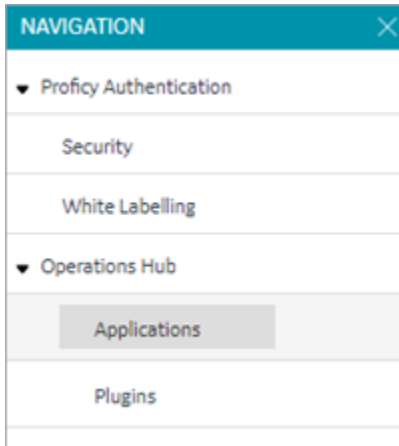 NAVIGATION
Proficy Authentication
Security
White Labelling
Operations Hub
Applications
Plugins